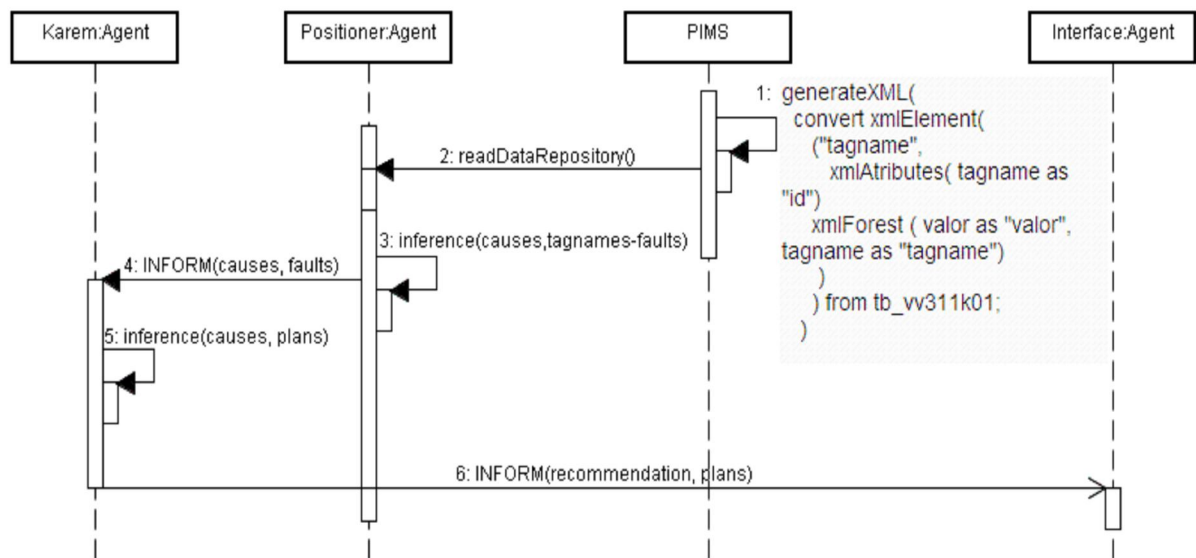 Karem:Agent
Positioner:Agent
PIMS
Interface:Agent
1: generateXML(
convert xmlElement(
("tagname",
xmlAtributes( tagname as
"id")
xmlForest ( valor as "valor",
tagname as "tagname")
)
) from tb_vv311k01;
)
2: readDataRepository()
3: inference(causes,tagnames-faults)
4: INFORM(causes, faults)
5: inference(causes, plans)
6: INFORM(recommendation, plans)